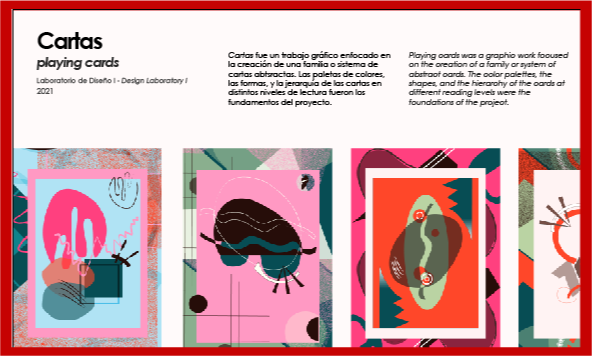 Cartas
playing cards
Laboratorio de Diseño I - Design Laboratory I
2021
Cartas fue un trabajo gráfico enfocado en
la creación de una familia o sistema de
cartas abtsractas. Las paletas de colores,
las formas, y la jerarquía de las cartas en
distintos niveles de lectura fueron los
fundamentos del proyecto.
Playing cards was a graphic work focused
on the creation of a family or system of
abstract cards. The color palettes, the
shapes, and the hierarchy of the cards at
different reading levels were the
foundations of the project.